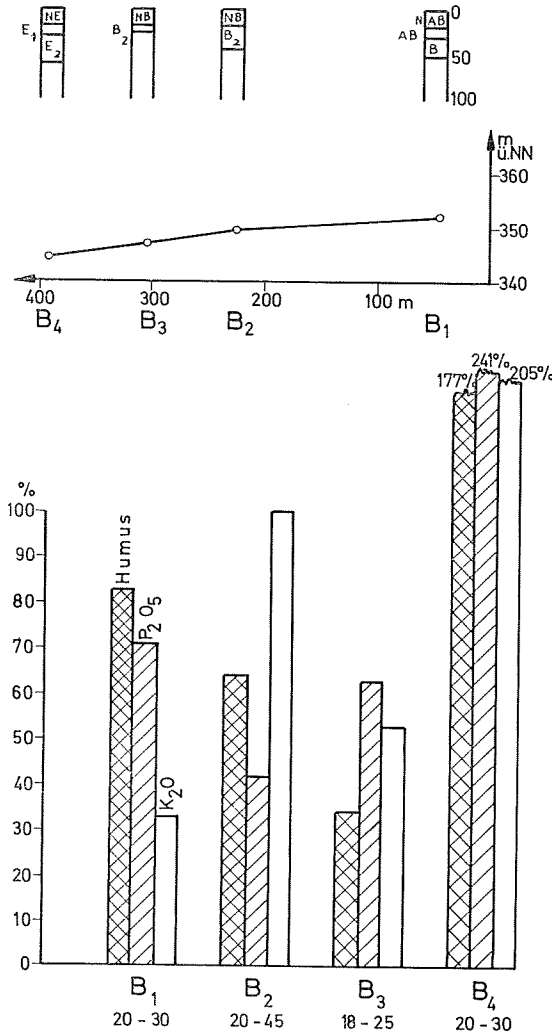 NE NB NB N AB 0
E1 B2 B2 AB
E2 B 50
100
m
ü.NN
360
350
340
400 300 200 100 m
B4 B3 B2 B1
177% 241% 205%
%
100
90
80
70
60
50
40
30
20
10
0
Humus
P2O5
K2O
B1 B2 B3 B4
20-30 20-45 18-25 20-30